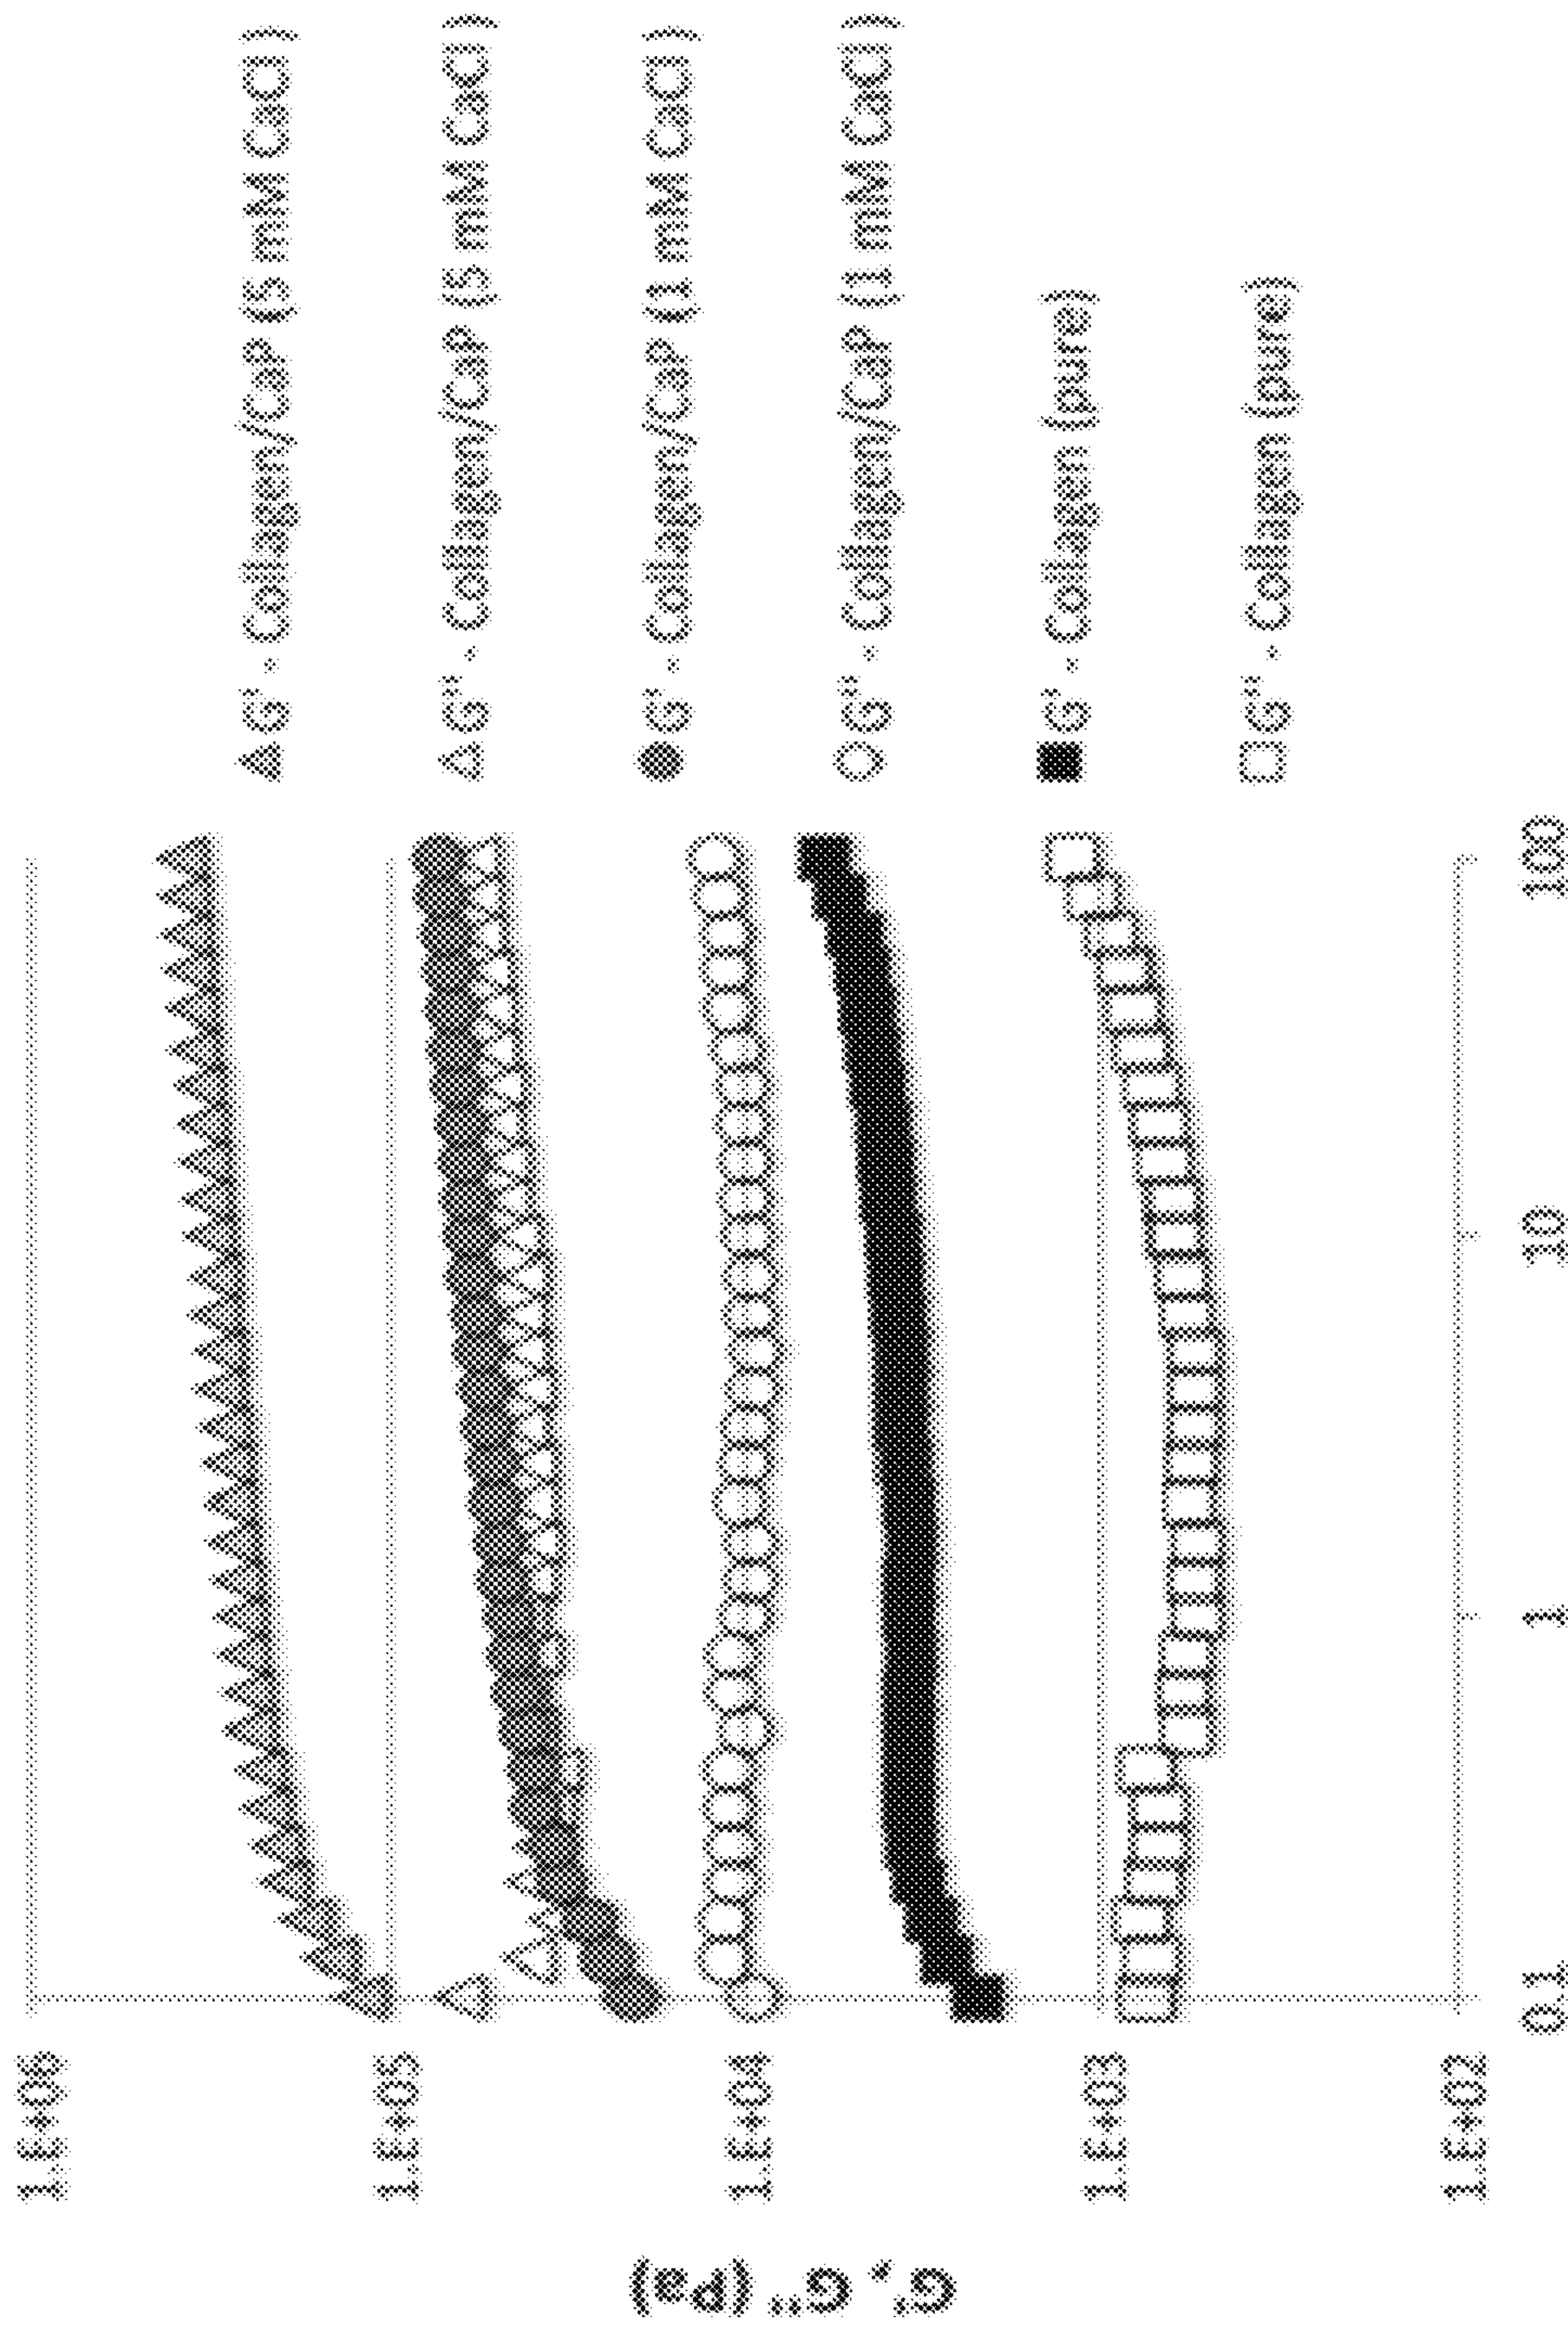 G', G'' (Pa)
1.E+06
1.E+05
1.E+04
1.E+03
1.E+02
0.1
1
10
100
G' - Collagen/CaP (5 mM CaCl)
G'' - Collagen/CaP (5 mM CaCl)
G' - Collagen/CaP (1 mM CaCl)
G'' - Collagen/CaP (1 mM CaCl)
G' - Collagen (pure)
G'' - Collagen (pure)